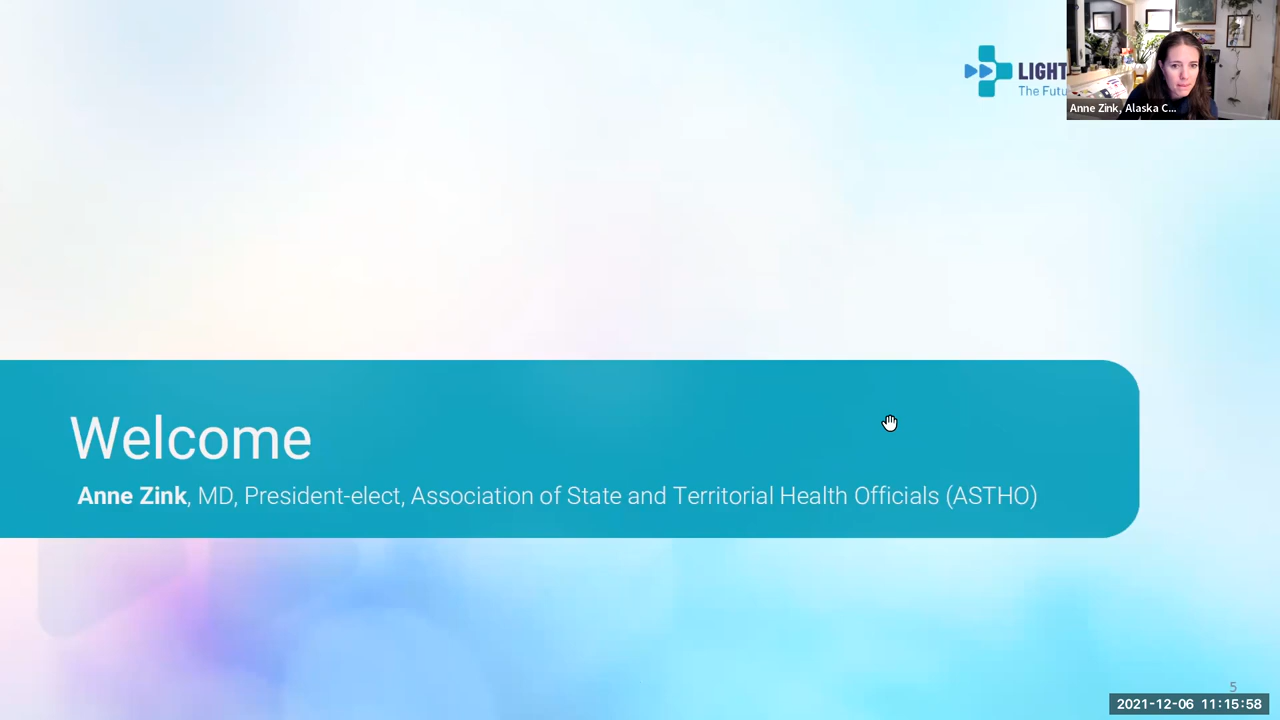 LIGHT
The Futu
Anne Zink, Alaska C...
Welcome
Anne Zink, MD, President-elect, Association of State and Territorial Health Officials (ASTHO)
5
2021-12-06 11:15:58